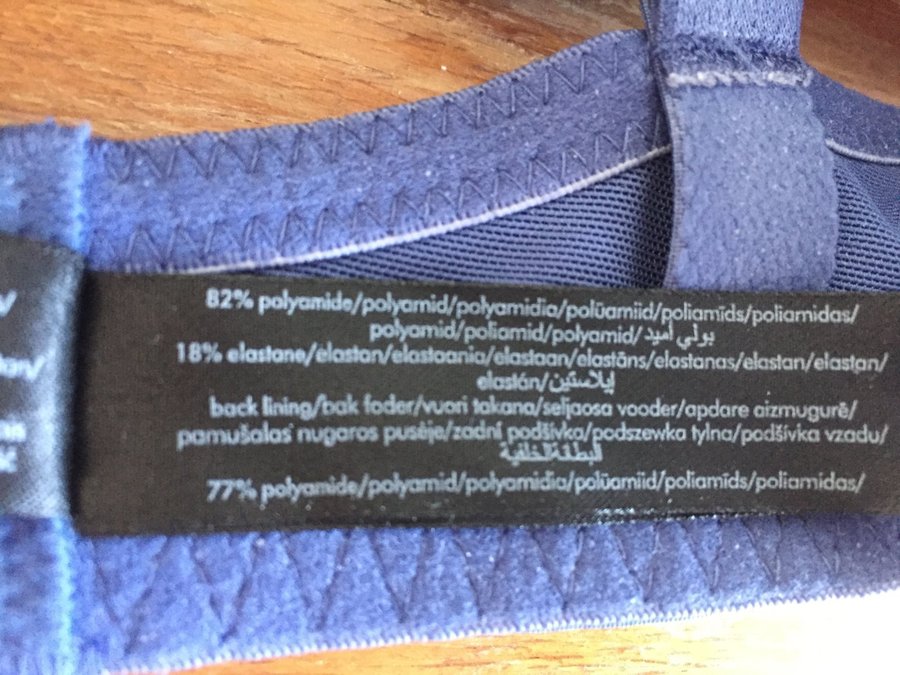 82% polyamide/polyamid/polyamidia/polüamiid/poliamīds/poliamidas/
polyamid/poliamid/polyamid/بولي أميد
18% elastane/elastan/elastaania/elastaan/elastāns/elastanas/elastan/elastan/
elastán/إيلاستين
back lining/bak foder/vuori takana/seljaosa vooder/apdare aizmugurē/
pamušalas nugaros pusėje/zadní podšívka/podszewka tylna/podšívka vzadu/
البطقة الخلفية
77% polyamide/polyamid/polyamidia/polüamiid/poliamīds/poliamidas/